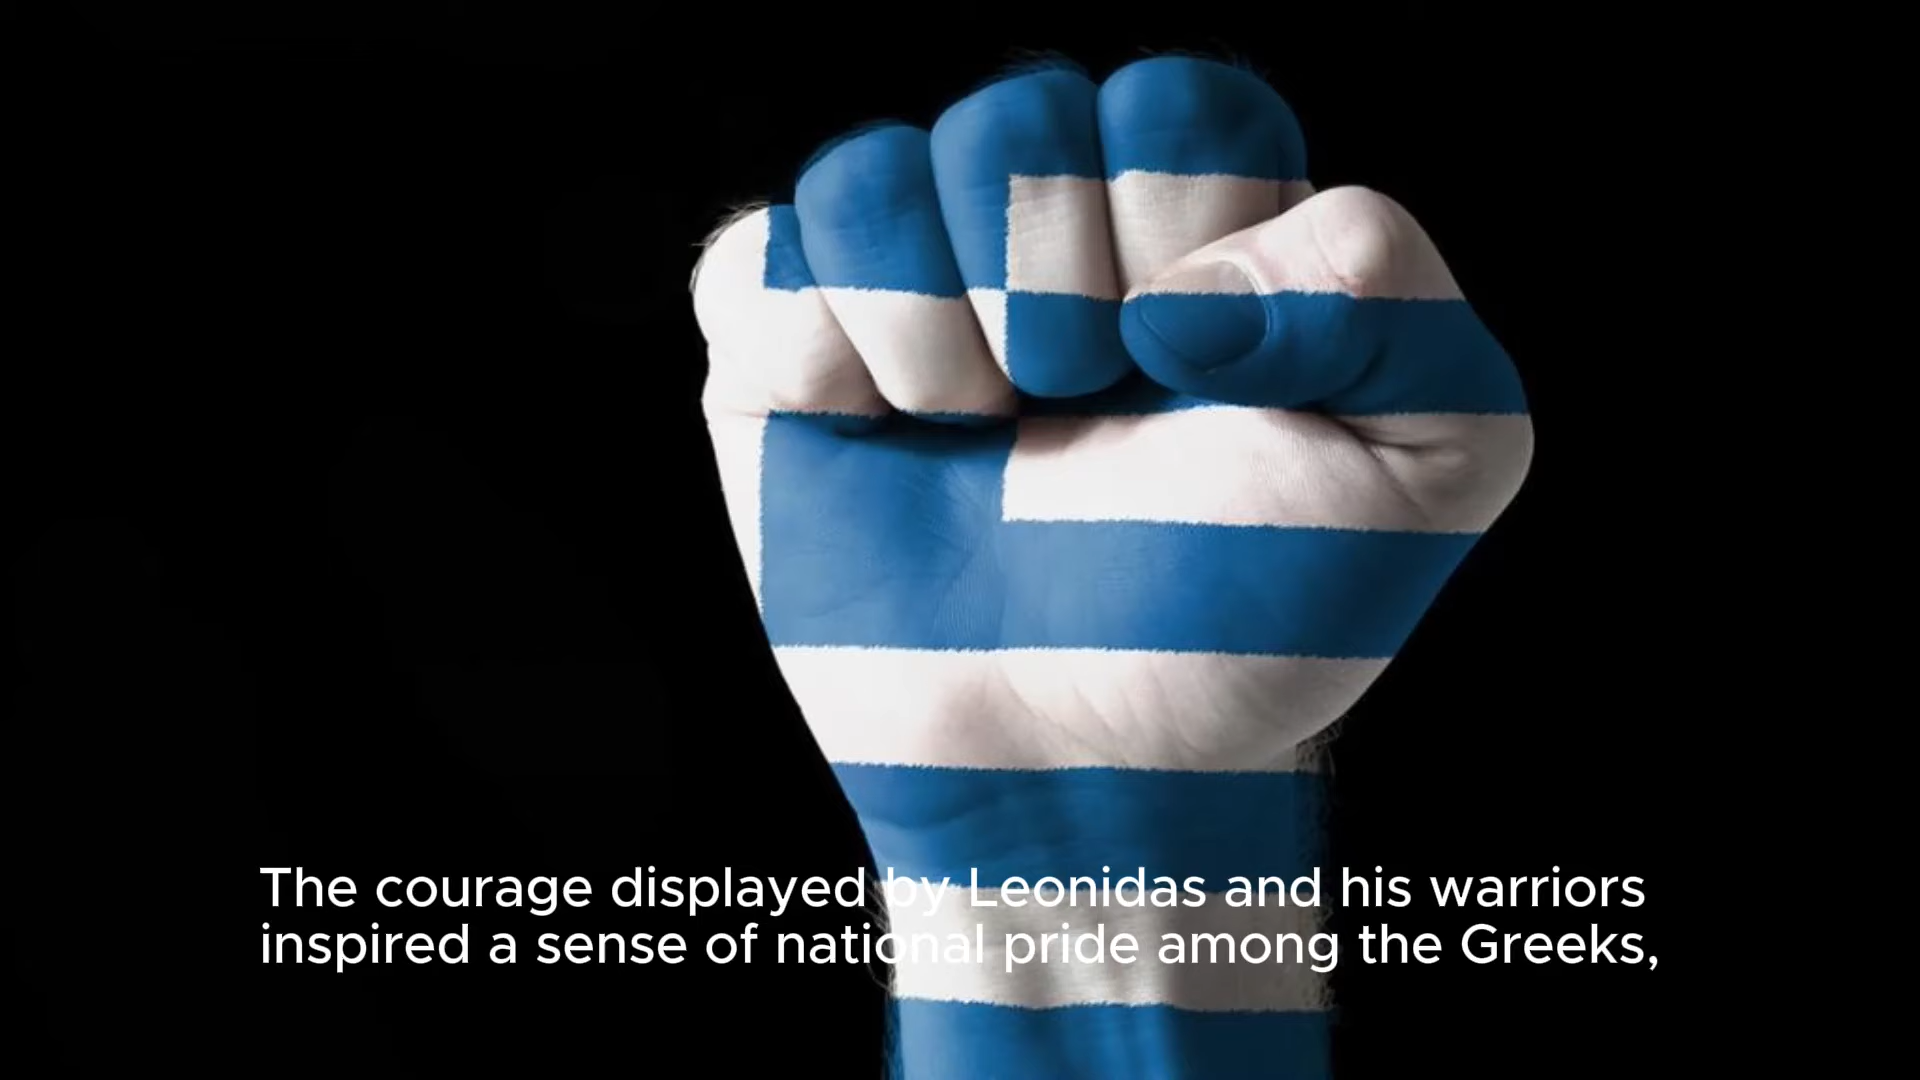 The courage displayed by Leonidas and his warriors
inspired a sense of national pride among the Greeks,